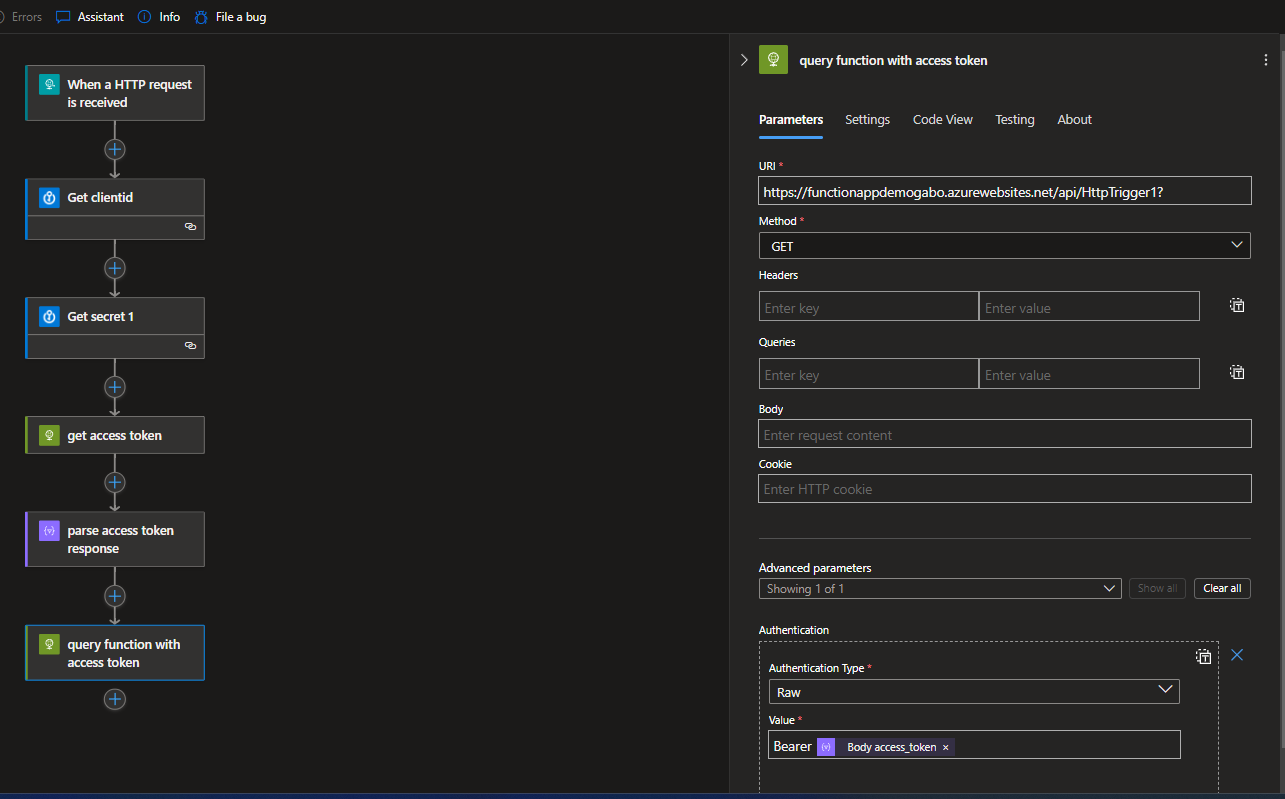 Errors Assistant Info File a bug
When a HTTP request
is received
Get clientid
Get secret 1
get access token
parse access token
response
query function with
access token
query function with access token
Parameters Settings Code View Testing About
URI *
https://functionappdemogabo.azurewebsites.net/api/HttpTrigger1?
Method *
GET
Headers
Enter key Enter value
Queries
Enter key Enter value
Body
Enter request content
Cookie
Enter HTTP cookie
Advanced parameters
Showing 1 of 1 Show all Clear all
Authentication
Authentication Type *
Raw
Value *
Bearer Body access_token ×